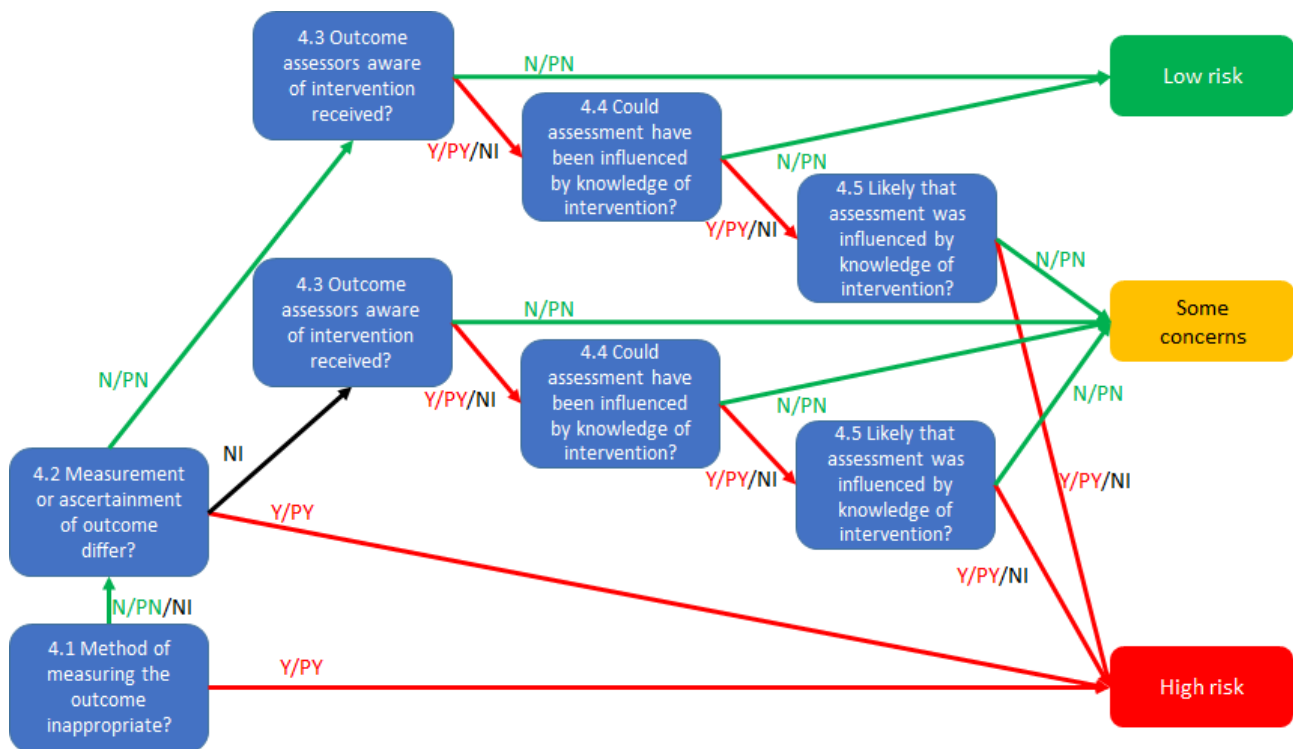 4.3 Outcome
assessors aware
of intervention
received?
N/PN
Low risk
Y/PY/NI
4.4 Could
assessment have
been influenced
by knowledge of
intervention?
N/PN
Y/PY/NI
4.5 Likely that
assessment was
influenced by
knowledge of
intervention?
N/PN
4.3 Outcome
assessors aware
of intervention
received?
N/PN
Some
concerns
N/PN
Y/PY/NI
4.4 Could
assessment have
been influenced
by knowledge of
intervention?
N/PN
N/PN
NI
4.2 Measurement
or ascertainment
of outcome
differ?
Y/PY
Y/PY/NI
4.5 Likely that
assessment was
influenced by
knowledge of
intervention?
Y/PY/NI
Y/PY/NI
N/PN/NI
4.1 Method of
measuring the
outcome
inappropriate?
Y/PY
High risk